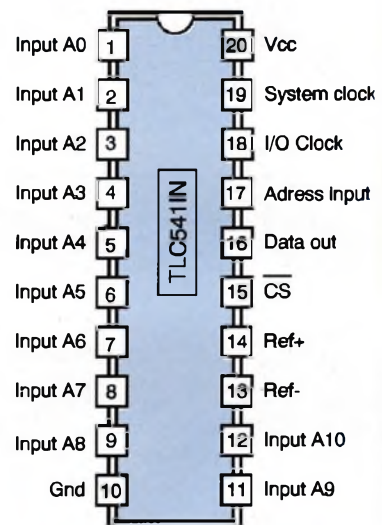 Input A0 1 20 Vcc
Input A1 2 19 System clock
Input A2 3 18 I/O Clock
Input A3 4 17 Adress Input
Input A4 5 16 Data out
Input A5 6 15 CS
Input A6 7 14 Ref+
Input A7 8 13 Ref-
Input A8 9 12 Input A10
Gnd 10 11 Input A9
TLC541IN